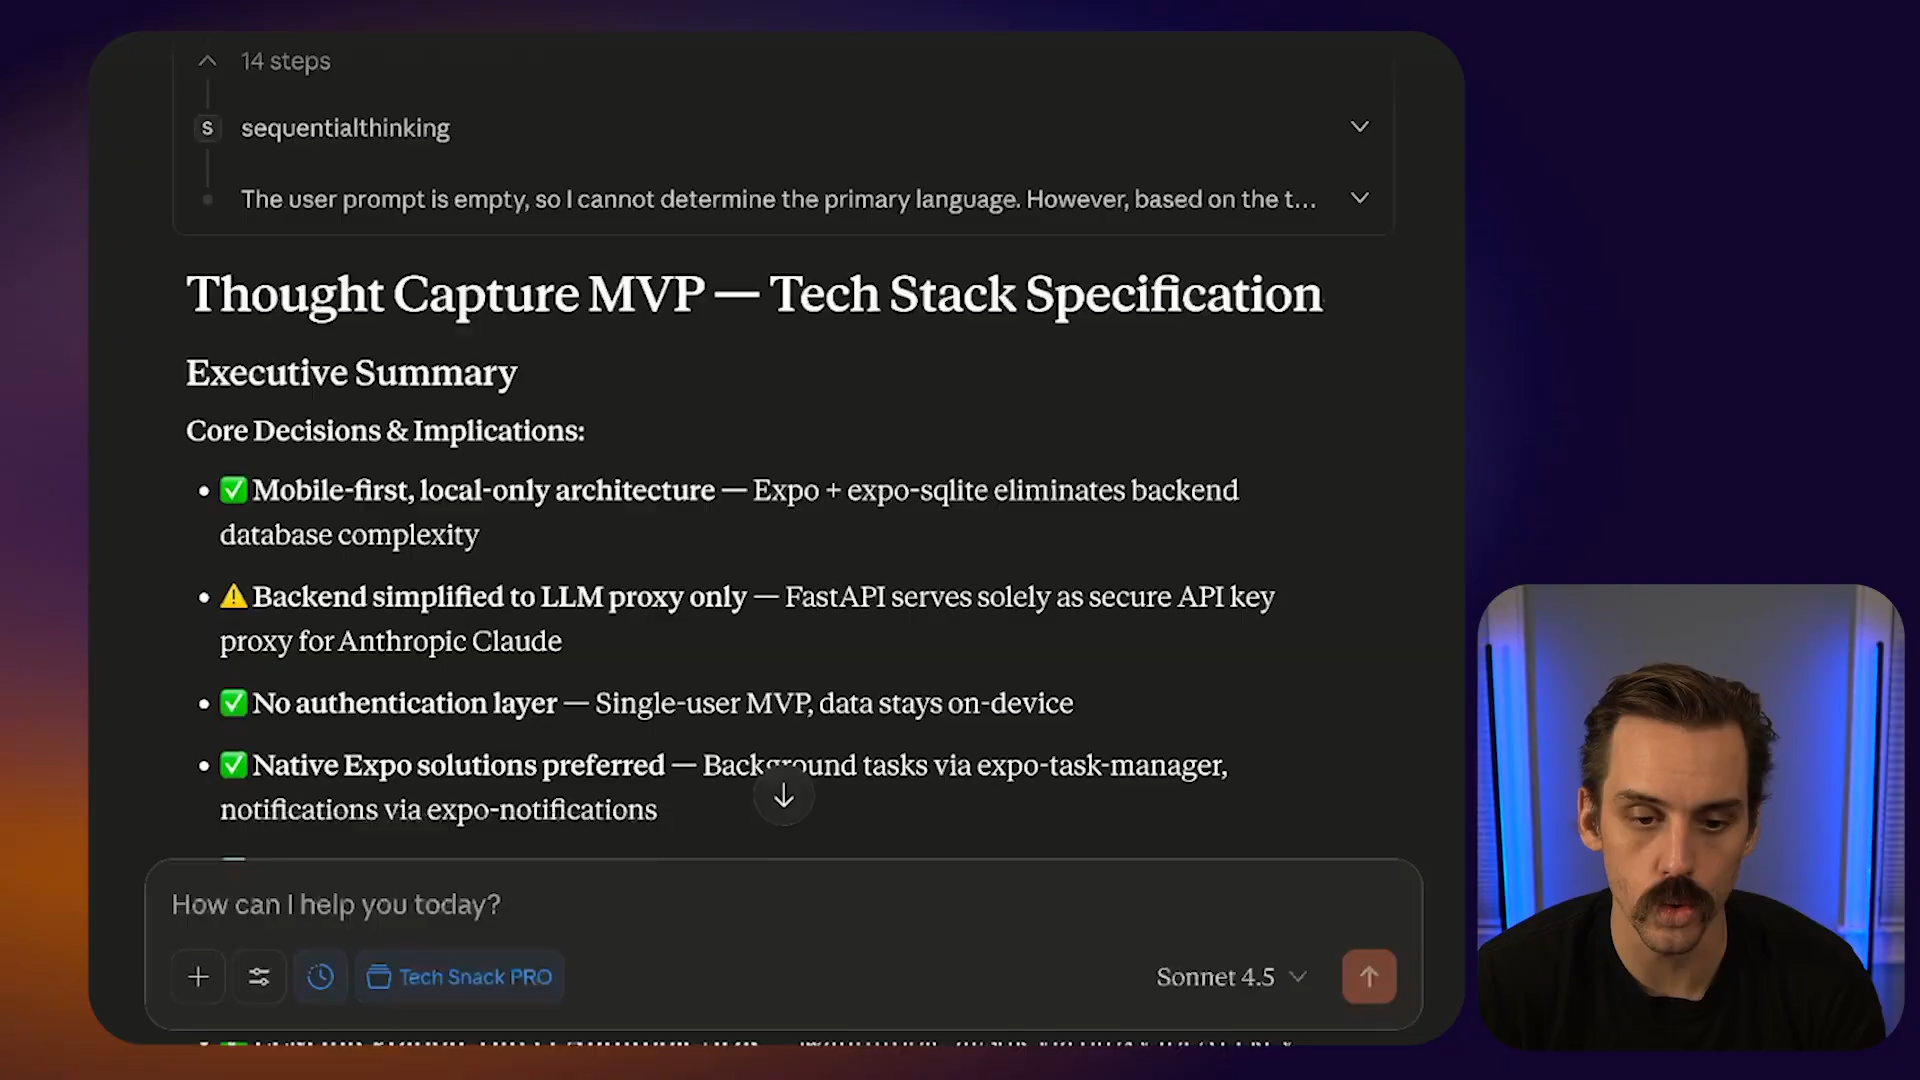 14 steps
S sequentialthinking
The user prompt is empty, so I cannot determine the primary language. However, based on the t...
Thought Capture MVP — Tech Stack Specification
Executive Summary
Core Decisions & Implications:
• ✅ Mobile-first, local-only architecture — Expo + expo-sqlite eliminates backend
database complexity
• ⚠️ Backend simplified to LLM proxy only — FastAPI serves solely as secure API key
proxy for Anthropic Claude
• ✅ No authentication layer — Single-user MVP, data stays on-device
• ✅ Native Expo solutions preferred — Background tasks via expo-task-manager,
notifications via expo-notifications
How can I help you today?
Tech Snack PRO
Sonnet 4.5